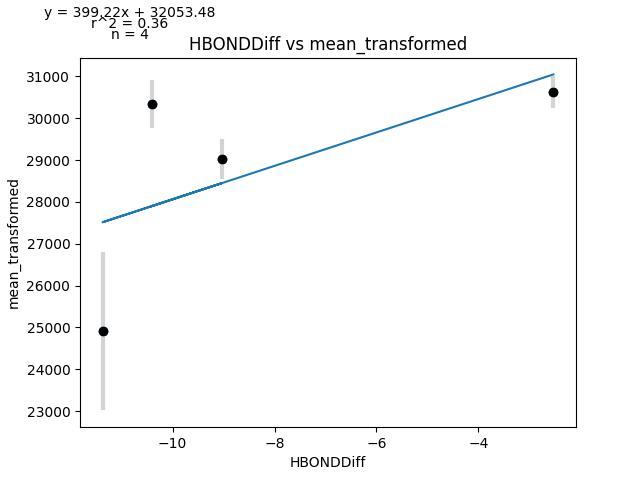 y = 399.22x + 32053.48
r^2 = 0.36
n = 4
HBONDDiff vs mean_transformed
31000
30000
29000
28000
27000
26000
25000
24000
23000
mean_transformed
−10
−8
−6
−4
HBONDDiff